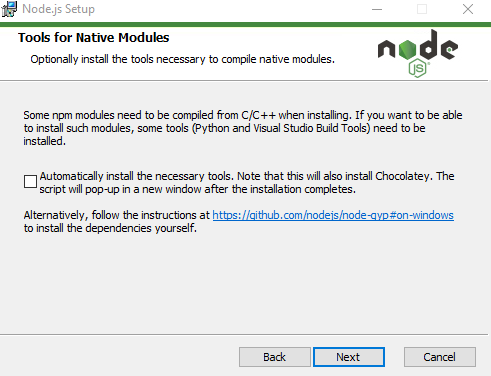 Node.js Setup
Tools for Native Modules
Optionally install the tools necessary to compile native modules.
node
JS
Some npm modules need to be compiled from C/C++ when installing. If you want to be able
to install such modules, some tools (Python and Visual Studio Build Tools) need to be
installed.
Automatically install the necessary tools. Note that this will also install Chocolatey. The
script will pop-up in a new window after the installation completes.
Alternatively, follow the instructions at https://github.com/nodejs/node-gyp#on-windows
to install the dependencies yourself.
Back Next Cancel